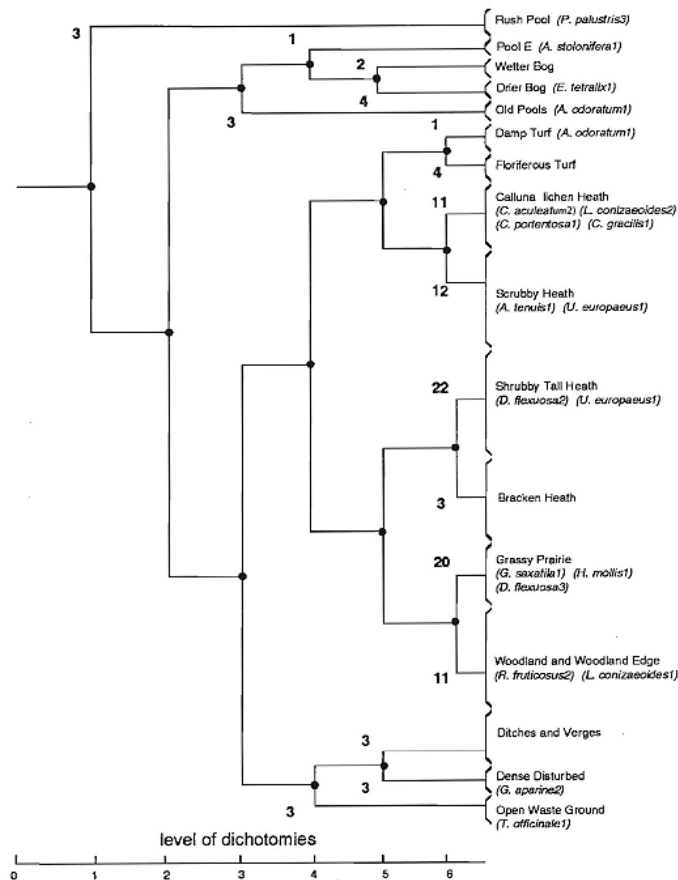 3
Rush Pool (P. palustris3)
1
Pool E (A. stolonifera1)
2
Wetter Bog
4
Drier Bog (E. tetralix1)
3
Old Pools (A. odoratum1)
1
Damp Turf (A. odoratum1)
4
Floriferous Turf
11
Calluna lichen Heath
(C. aculeatum2) (L. conizaeoides2)
(C. portentosa1) (C. gracilis1)
12
Scrubby Heath
(A. tenuis1) (U. europaeus1)
22
Shrubby Tall Heath
(D. flexuosa2) (U. europaeus1)
3
Bracken Heath
20
Grassy Prairie
(G. saxatila1) (H. mollis1)
(D. flexuosa3)
11
Woodland and Woodland Edge
(R. fruticosus2) (L. conizaeoides1)
3
Ditches and Verges
3
Dense Disturbed
(G. aparine2)
3
Open Waste Ground
(T. officinale1)
level of dichotomies
0 1 2 3 4 5 6